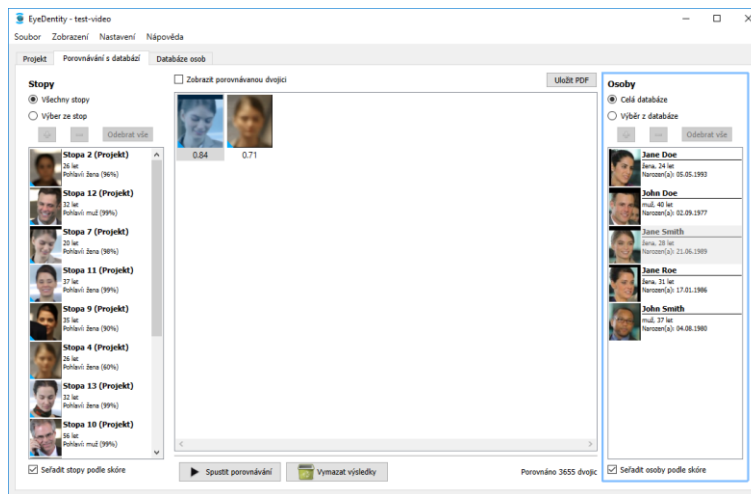 EyeDentity - test-video
Soubor Zobrazení Nastavení Nápověda
Projekt Porovnávání s databází Databáze osob
Stopy
Všechny stopy
Výber ze stop
Odebrat vše
Stopa 2 (Projekt)
26 let
Pohlaví: žena (96%)
Stopa 12 (Projekt)
32 let
Pohlaví: muž (99%)
Stopa 7 (Projekt)
20 let
Pohlaví: žena (98%)
Stopa 11 (Projekt)
37 let
Pohlaví: žena (99%)
Stopa 9 (Projekt)
35 let
Pohlaví: žena (90%)
Stopa 4 (Projekt)
26 let
Pohlaví: žena (60%)
Stopa 13 (Projekt)
32 let
Pohlaví: žena (99%)
Stopa 10 (Projekt)
56 let
Pohlaví: muž (99%)
Seřadit stopy podle skóre
Zobrazit porovnávanou dvojici
Uložit PDF
0.84 0.71
Spustit porovnávání
Vymazat výsledky
Porovnáno 3655 dvojic
Osoby
Celá databáze
Výběr z databáze
Odebrat vše
Jane Doe
žena, 24 let
Narozen(a): 05.05.1993
John Doe
muž, 40 let
Narozen(a): 02.09.1977
Jane Smith
žena, 28 let
Narozen(a): 21.06.1989
Jane Roe
žena, 31 let
Narozen(a): 17.01.1986
John Smith
muž, 37 let
Narozen(a): 04.08.1980
Seřadit osoby podle skóre